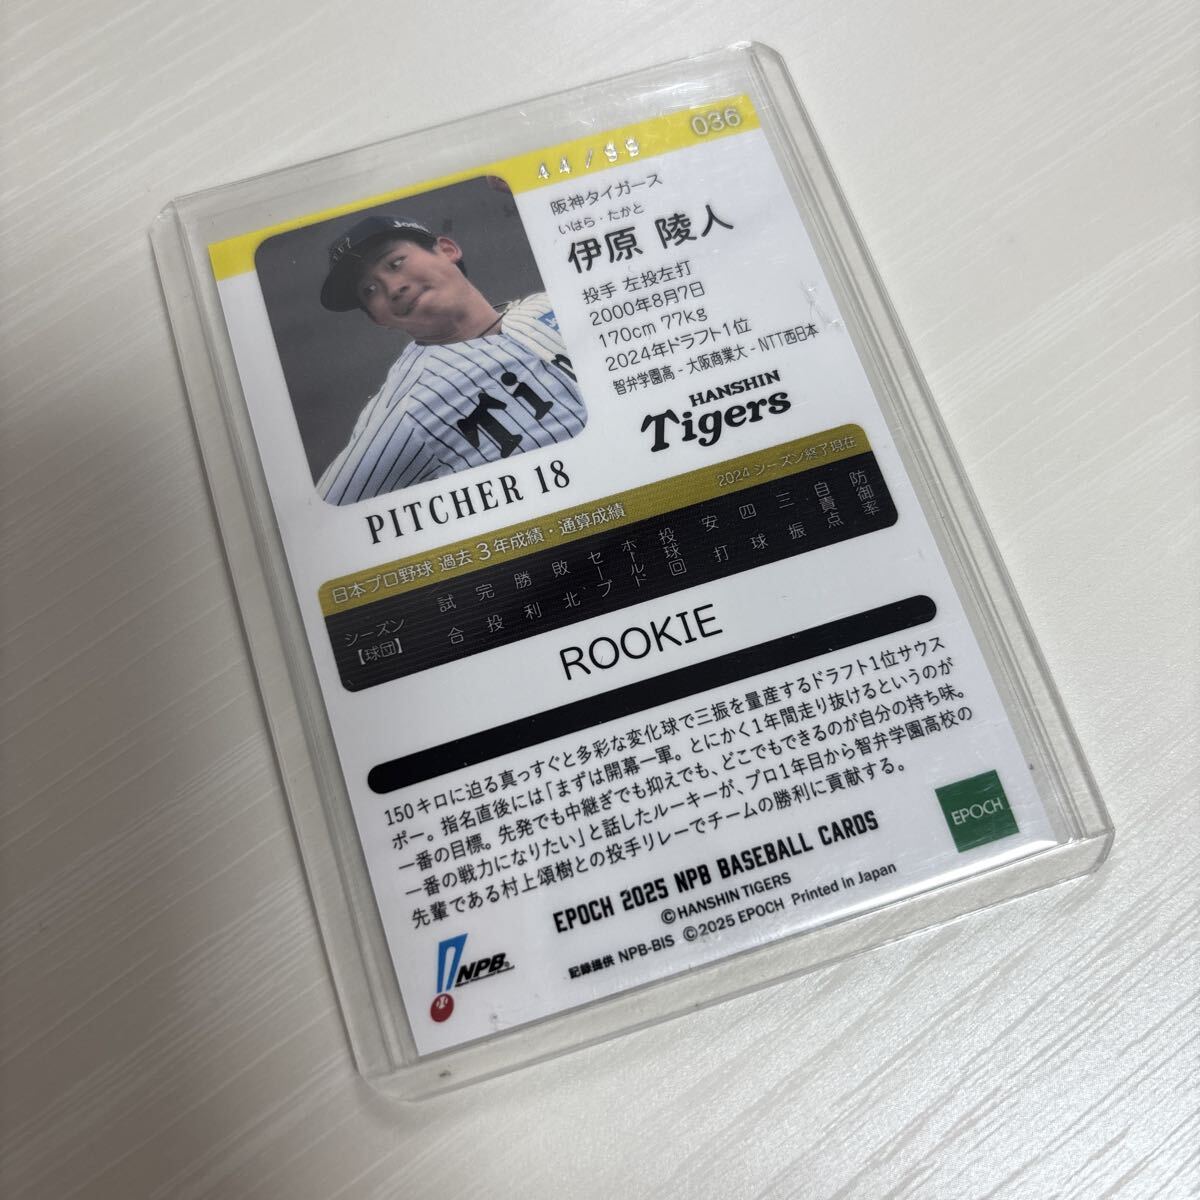 036
44/99
阪神タイガース
いはら・たかと
伊原 陵人
投手 左投左打
2000年8月7日
170cm 77kg
2024年ドラフト1位
智弁学園高 - 大阪商業大 - NTT西日本
HANSHIN
Tigers
PITCHER 18
日本プロ野球 過去3年成績・通算成績 2024シーズン終了現在
シーズン【球団】 試合 完投 勝利 敗北 セーブ ホールド 投球回 安打 四球 三振 自責点 防御率
ROOKIE
150キロに迫る真っすぐと多彩な変化球で三振を量産するドラフト1位サウス
ポー。指名直後には「まずは開幕一軍。とにかく1年間走り抜けるというのが
一番の目標。先発でも中継ぎでも抑えでも、どこでもできるのが自分の持ち味。
一番の戦力になりたい」と話したルーキーが、プロ1年目から智弁学園高校の
先輩である村上頌樹との投手リレーでチームの勝利に貢献する。
EPOCH
EPOCH 2025 NPB BASEBALL CARDS
©HANSHIN TIGERS
記録提供 NPB-BIS ©2025 EPOCH Printed in Japan
NPB